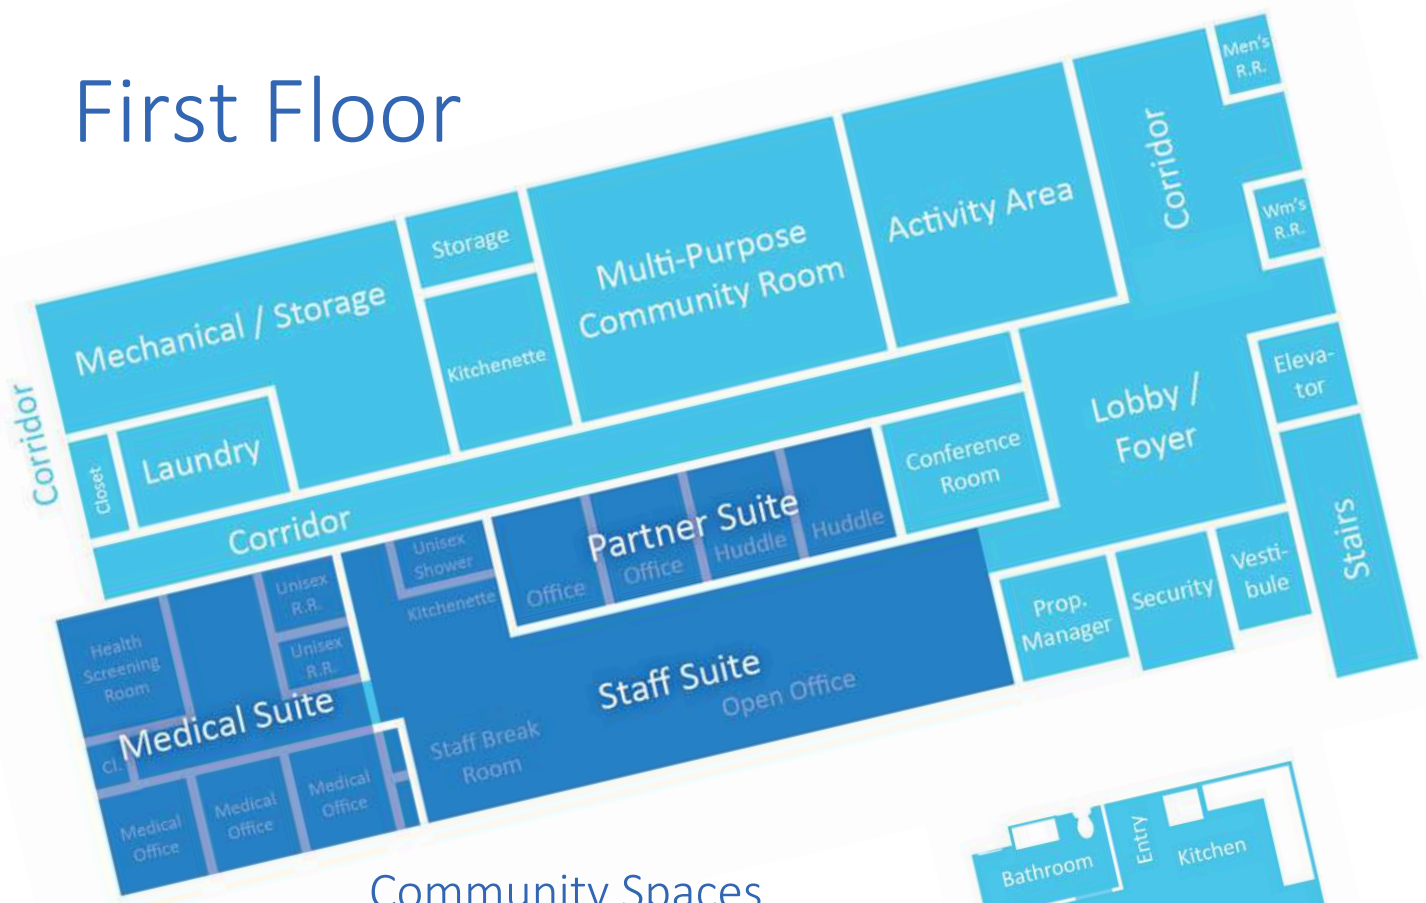 First Floor
Men's
R.R.
Corridor
Wm's
R.R.
Activity Area
Multi-Purpose
Community Room
Storage
Kitchenette
Mechanical / Storage
Corridor
Closet
Laundry
Corridor
Lobby /
Foyer
Eleva-
tor
Stairs
Conference
Room
Partner Suite
Office
Office
Huddle
Huddle
Unisex
Shower
Kitchenette
Unisex
R.R.
Unisex
R.R.
Health
Screening
Room
Medical Suite
Cl.
Medical
Office
Medical
Office
Medical
Office
Staff Suite
Open Office
Staff Break
Room
Prop.
Manager
Security
Vesti-
bule
Community Spaces
Bathroom
Entry
Kitchen